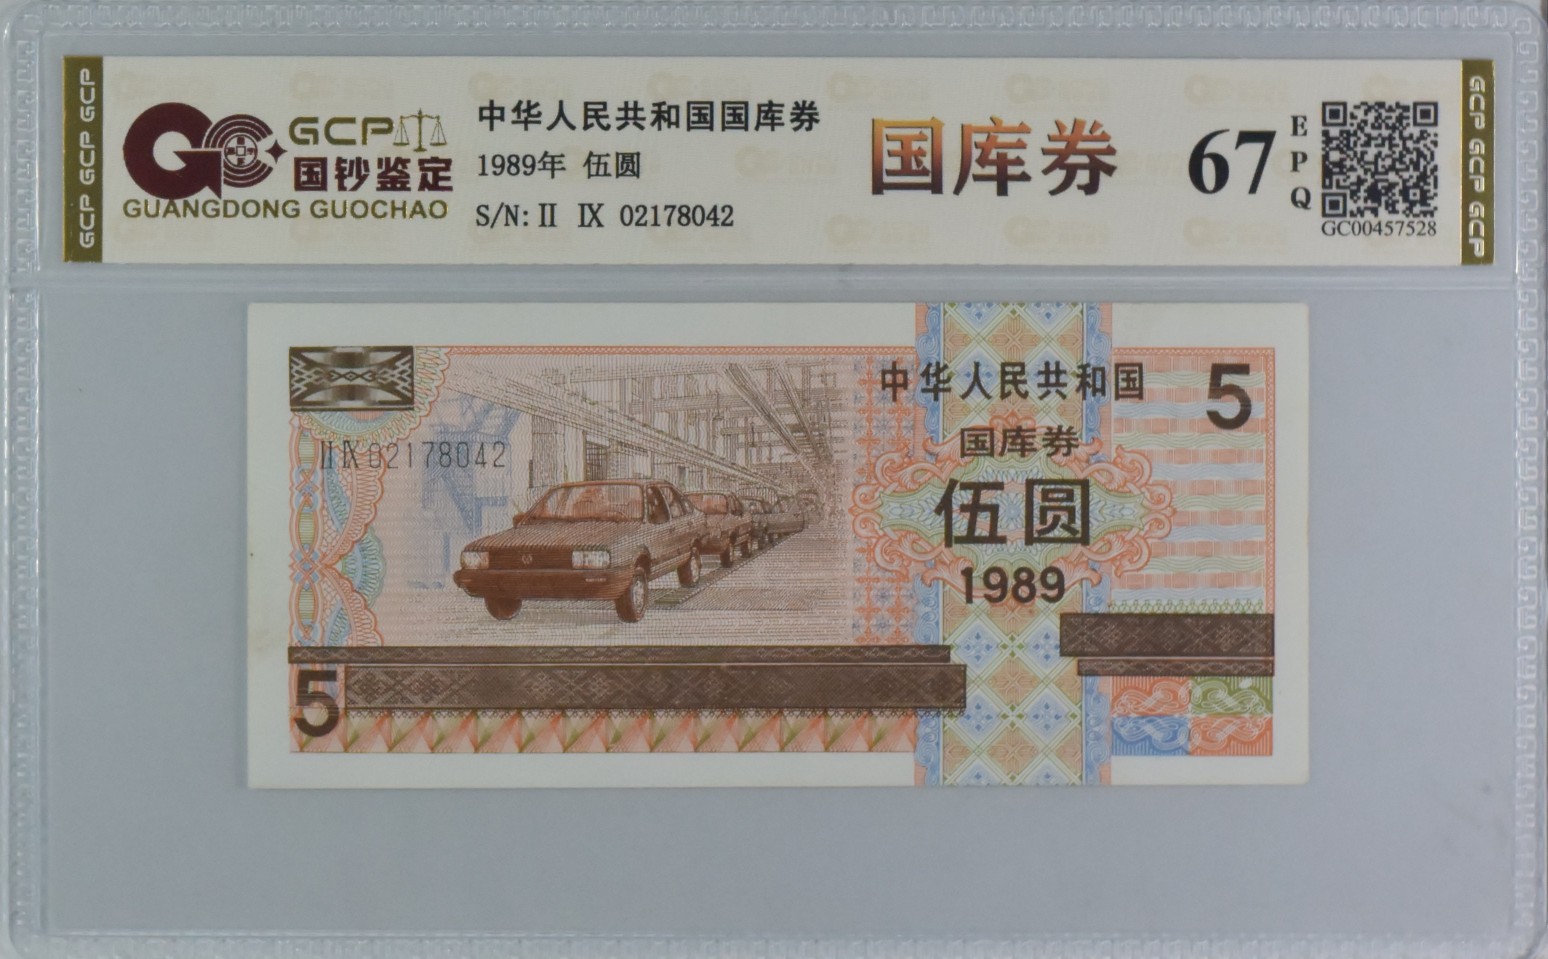 GCP GCP GCP
GCP
国钞鉴定
GUANGDONG GUOCHAO
中华人民共和国国库券
1989年 伍圆
S/N: II IX 02178042
国库券
67
EPQ
GC00457528
GCP GCP GCP
II IX 02178042
中华人民共和国
国库券
伍圆
1989
5
5